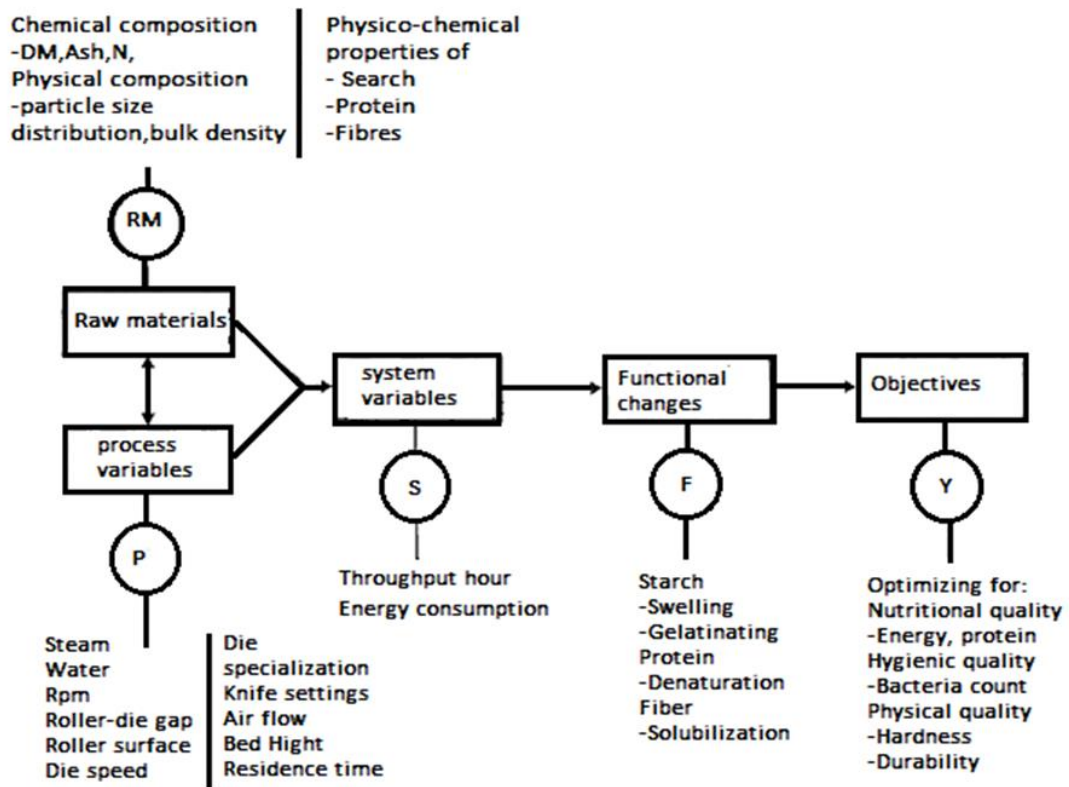 Chemical composition
-DM,Ash,N,
Physical composition
-particle size
distribution,bulk density
Physico-chemical
properties of
- Search
-Protein
-Fibres
RM
Raw materials
process
variables
P
Steam
Water
Rpm
Roller-die gap
Roller surface
Die speed
Die
specialization
Knife settings
Air flow
Bed Hight
Residence time
system
variables
S
Throughput hour
Energy consumption
Functional
changes
F
Starch
-Swelling
-Gelatinating
Protein
-Denaturation
Fiber
-Solubilization
Objectives
Y
Optimizing for:
Nutritional quality
-Energy, protein
Hygienic quality
-Bacteria count
Physical quality
-Hardness
-Durability